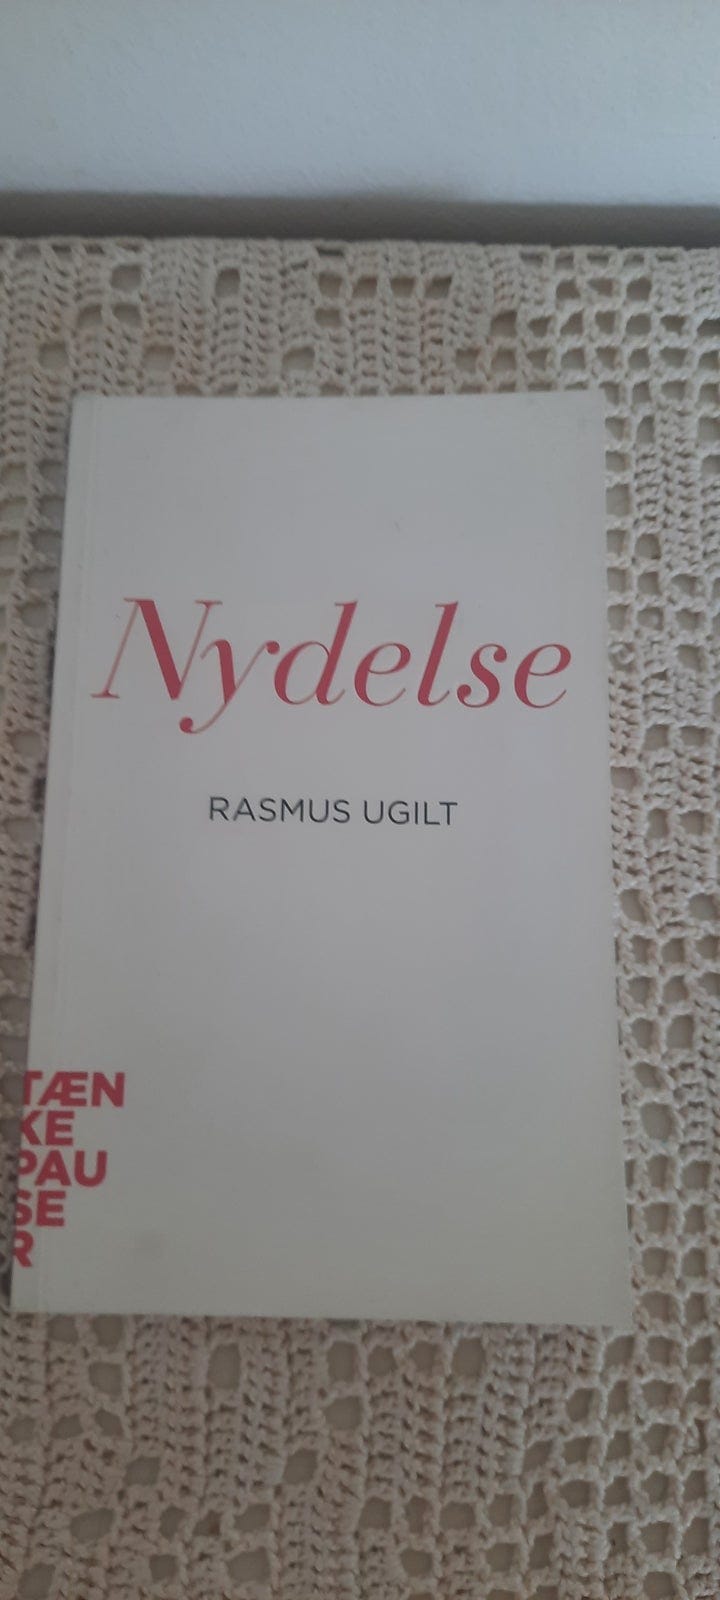 Nydelse
RASMUS UGILT
TÆN
KE
PAU
SE
R